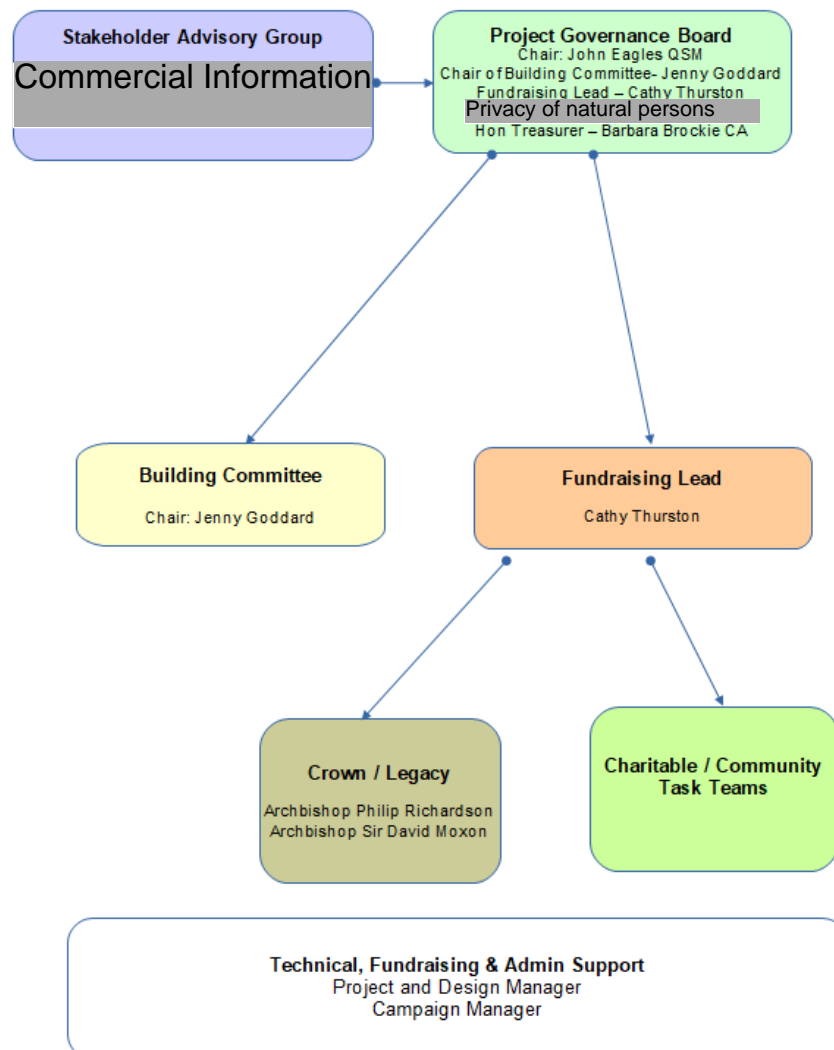 Stakeholder Advisory Group
Commercial Information
Project Governance Board
Chair: John Eagles QSM
Chair of Building Committee- Jenny Goddard
Fundraising Lead – Cathy Thurston
Privacy of natural persons
Hon Treasurer – Barbara Brockie CA
Building Committee
Chair: Jenny Goddard
Fundraising Lead
Cathy Thurston
Crown / Legacy
Archbishop Philip Richardson
Archbishop Sir David Moxon
Charitable / Community
Task Teams
Technical, Fundraising & Admin Support
Project and Design Manager
Campaign Manager